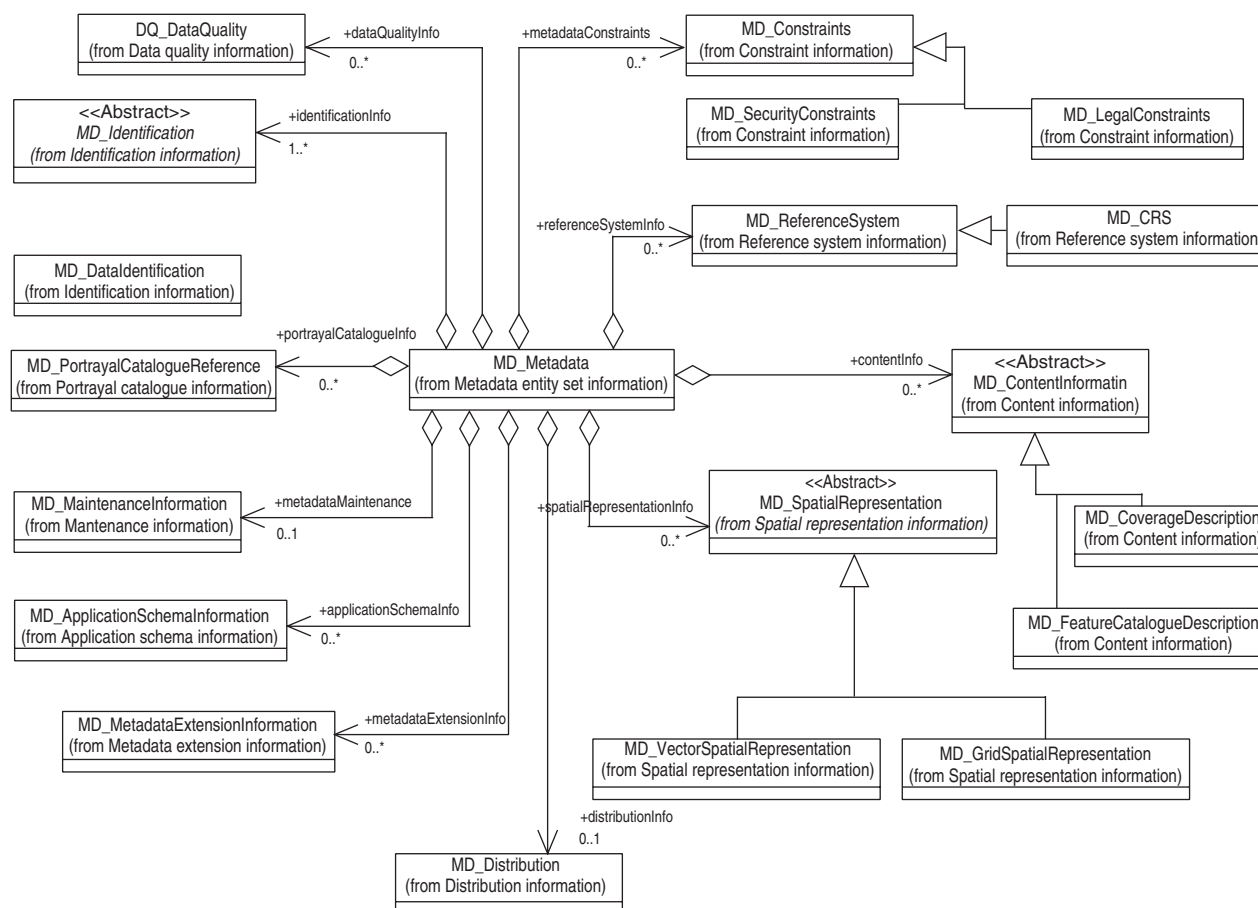 DQ_DataQuality
(from Data quality information)
+dataQualityInfo
0..*
+metadataConstraints
0..*
MD_Constraints
(from Constraint information)
<<Abstract>>
MD_Identification
(from Identification information)
+identificationInfo
1..*
MD_SecurityConstraints
(from Constraint information)
MD_LegalConstraints
(from Constraint information)
+referenceSystemInfo
0..*
MD_ReferenceSystem
(from Reference system information)
MD_CRS
(from Reference system information)
MD_DataIdentification
(from Identification information)
+portrayalCatalogueInfo
0..*
MD_PortrayalCatalogueReference
(from Portrayal catalogue information)
MD_Metadata
(from Metadata entity set information)
+contentInfo
0..*
<<Abstract>>
MD_ContentInformatin
(from Content information)
MD_MaintenanceInformation
(from Mantenance information)
+metadataMaintenance
0..1
+spatialRepresentationInfo
0..*
<<Abstract>>
MD_SpatialRepresentation
(from Spatial representation information)
MD_CoverageDescription
(from Content information)
MD_ApplicationSchemaInformation
(from Application schema information)
+applicationSchemaInfo
0..*
MD_FeatureCatalogueDescription
(from Content information)
MD_MetadataExtensionInformation
(from Metadata extension information)
+metadataExtensionInfo
0..*
MD_VectorSpatialRepresentation
(from Spatial representation information)
MD_GridSpatialRepresentation
(from Spatial representation information)
+distributionInfo
0..1
MD_Distribution
(from Distribution information)